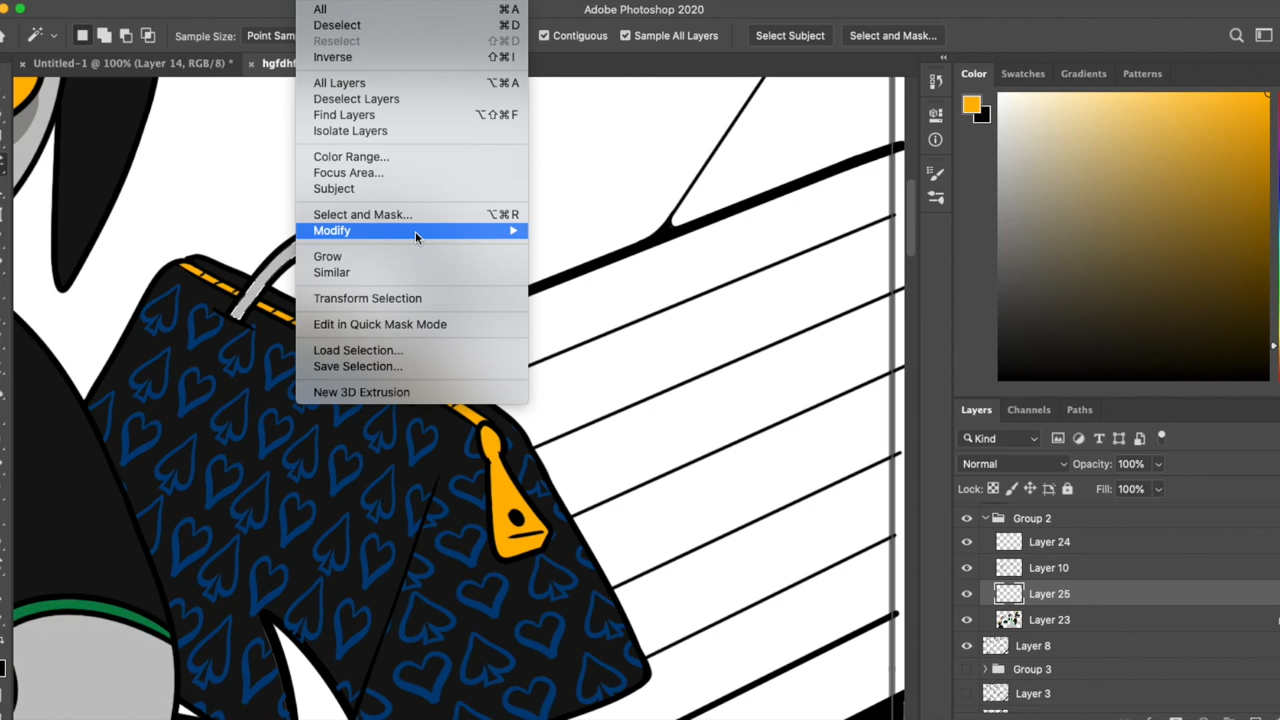 Adobe Photoshop 2020
Sample Size: Point Sam
Contiguous
Sample All Layers
Select Subject
Select and Mask...
× Untitled-1 @ 100% (Layer 14, RGB/8) *
× hgfdhf
All ⌘A
Deselect ⌘D
Reselect ⇧⌘D
Inverse ⇧⌘I
All Layers ⌥⌘A
Deselect Layers
Find Layers ⌥⇧⌘F
Isolate Layers
Color Range...
Focus Area...
Subject
Select and Mask... ⌥⌘R
Modify
Grow
Similar
Transform Selection
Edit in Quick Mask Mode
Load Selection...
Save Selection...
New 3D Extrusion
Color Swatches Gradients Patterns
Layers Channels Paths
Kind
Normal Opacity: 100%
Lock: Fill: 100%
Group 2
Layer 24
Layer 10
Layer 25
Layer 23
Layer 8
Group 3
Layer 3